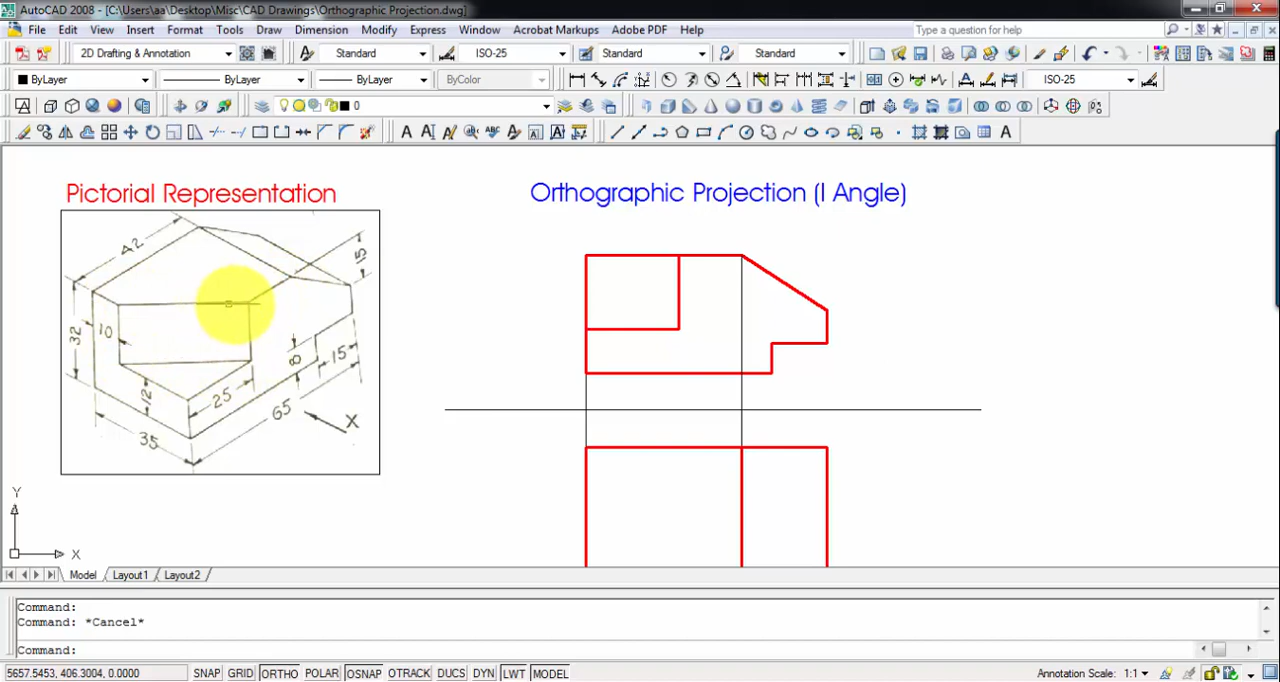 AutoCAD 2008 - [C:\Users\aa\Desktop\Misc\CAD Drawings\Orthographic Projection.dwg]
File Edit View Insert Format Tools Draw Dimension Modify Express Window Acrobat Markups Adobe PDF Help
Type a question for help
2D Drafting & Annotation Standard ISO-25 Standard Standard
ByLayer ByLayer ByLayer ByColor ISO-25
0
Pictorial Representation
Orthographic Projection (I Angle)
42
15
32
10
8
15
12
25
65
X
35
Y
X
Model Layout1 Layout2
Command:
Command: *Cancel*
Command:
5657.5453, 406.3004, 0.0000 SNAP GRID ORTHO POLAR OSNAP OTRACK DUCS DYN LWT MODEL Annotation Scale: 1:1